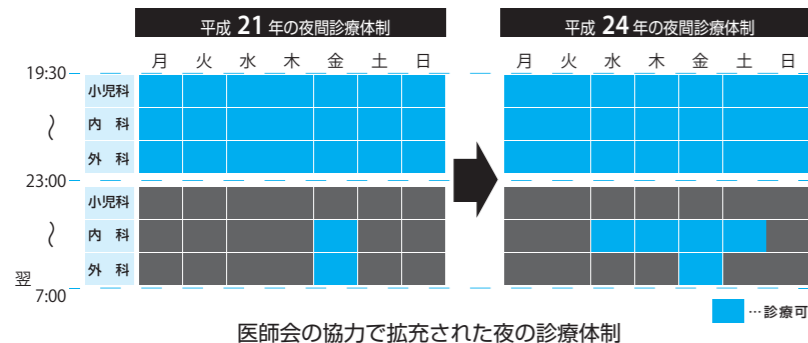 平成 21 年の夜間診療体制
平成 24 年の夜間診療体制
月 火 水 木 金 土 日
月 火 水 木 金 土 日
19:30
小児科
〜
内 科
外 科
23:00
小児科
〜
内 科
外 科
翌
7:00
…診療可
医師会の協力で拡充された夜の診療体制